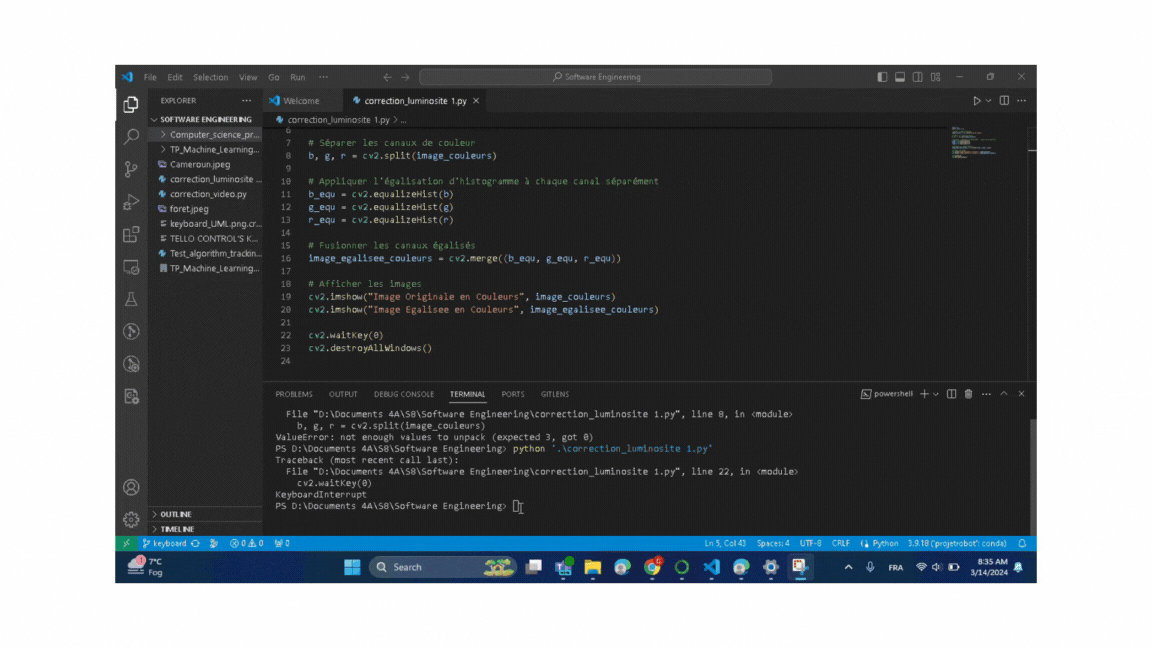 File Edit Selection View Go Run ···
Software Engineering
EXPLORER ···
Welcome
correction_luminosite 1.py
SOFTWARE ENGINEERING
correction_luminosite 1.py > ...
Computer_science_pr...
TP_Machine_Learning...
Cameroun.jpeg
correction_luminosite ...
correction_video.py
foret.jpeg
keyboard_UML.png.cr...
TELLO CONTROL'S K...
Test_algorithm_trackin...
TP_Machine_Learning...
6
7 # Séparer les canaux de couleur
8 b, g, r = cv2.split(image_couleurs)
9
10 # Appliquer l'égalisation d'histogramme à chaque canal séparément
11 b_equ = cv2.equalizeHist(b)
12 g_equ = cv2.equalizeHist(g)
13 r_equ = cv2.equalizeHist(r)
14
15 # Fusionner les canaux égalisés
16 image_egalisee_couleurs = cv2.merge((b_equ, g_equ, r_equ))
17
18 # Afficher les images
19 cv2.imshow("Image Originale en Couleurs", image_couleurs)
20 cv2.imshow("Image Egalisee en Couleurs", image_egalisee_couleurs)
21
22 cv2.waitKey(0)
23 cv2.destroyAllWindows()
24
PROBLEMS OUTPUT DEBUG CONSOLE TERMINAL PORTS GITLENS
powershell
File "D:\Documents 4A\S8\Software Engineering\correction_luminosite 1.py", line 8, in <module>
b, g, r = cv2.split(image_couleurs)
ValueError: not enough values to unpack (expected 3, got 0)
PS D:\Documents 4A\S8\Software Engineering> python '.\correction_luminosite 1.py'
Traceback (most recent call last):
File "D:\Documents 4A\S8\Software Engineering\correction_luminosite 1.py", line 22, in <module>
cv2.waitKey(0)
KeyboardInterrupt
PS D:\Documents 4A\S8\Software Engineering>
OUTLINE
TIMELINE
keyboard 0 0 0
Ln 5, Col 43 Spaces: 4 UTF-8 CRLF Python 3.9.18 ('projetrobot': conda)
7°C
Fog
Search
FRA
8:35 AM
3/14/2024